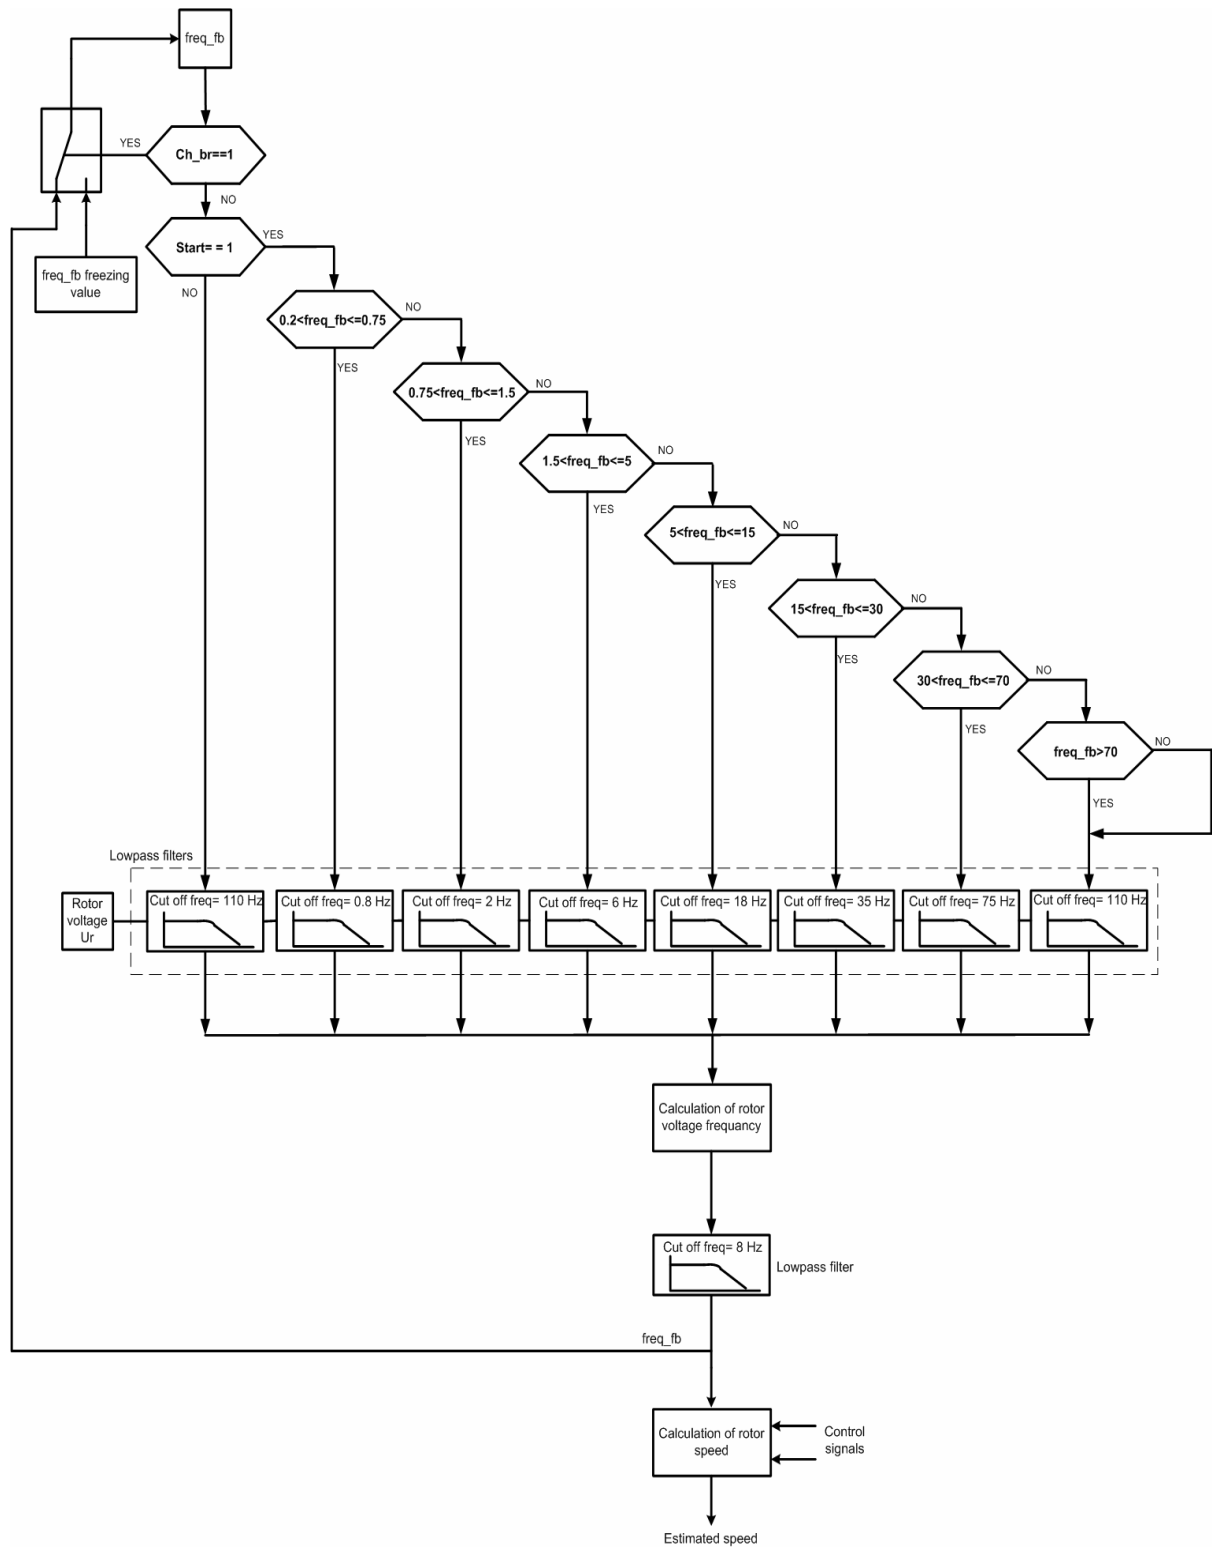 freq_fb
YES
Ch_br==1
NO
Start= = 1
YES
freq_fb freezing
value
NO
0.2<freq_fb<=0.75
NO
YES
0.75<freq_fb<=1.5
NO
YES
1.5<freq_fb<=5
NO
YES
5<freq_fb<=15
NO
YES
15<freq_fb<=30
NO
YES
30<freq_fb<=70
NO
YES
freq_fb>70
NO
YES
Lowpass filters
Rotor
voltage
Ur
Cut off freq= 110 Hz
Cut off freq= 0.8 Hz
Cut off freq= 2 Hz
Cut off freq= 6 Hz
Cut off freq= 18 Hz
Cut off freq= 35 Hz
Cut off freq= 75 Hz
Cut off freq= 110 Hz
Calculation of rotor
voltage frequancy
Cut off freq= 8 Hz
Lowpass filter
freq_fb
Calculation of rotor
speed
Control
signals
Estimated speed